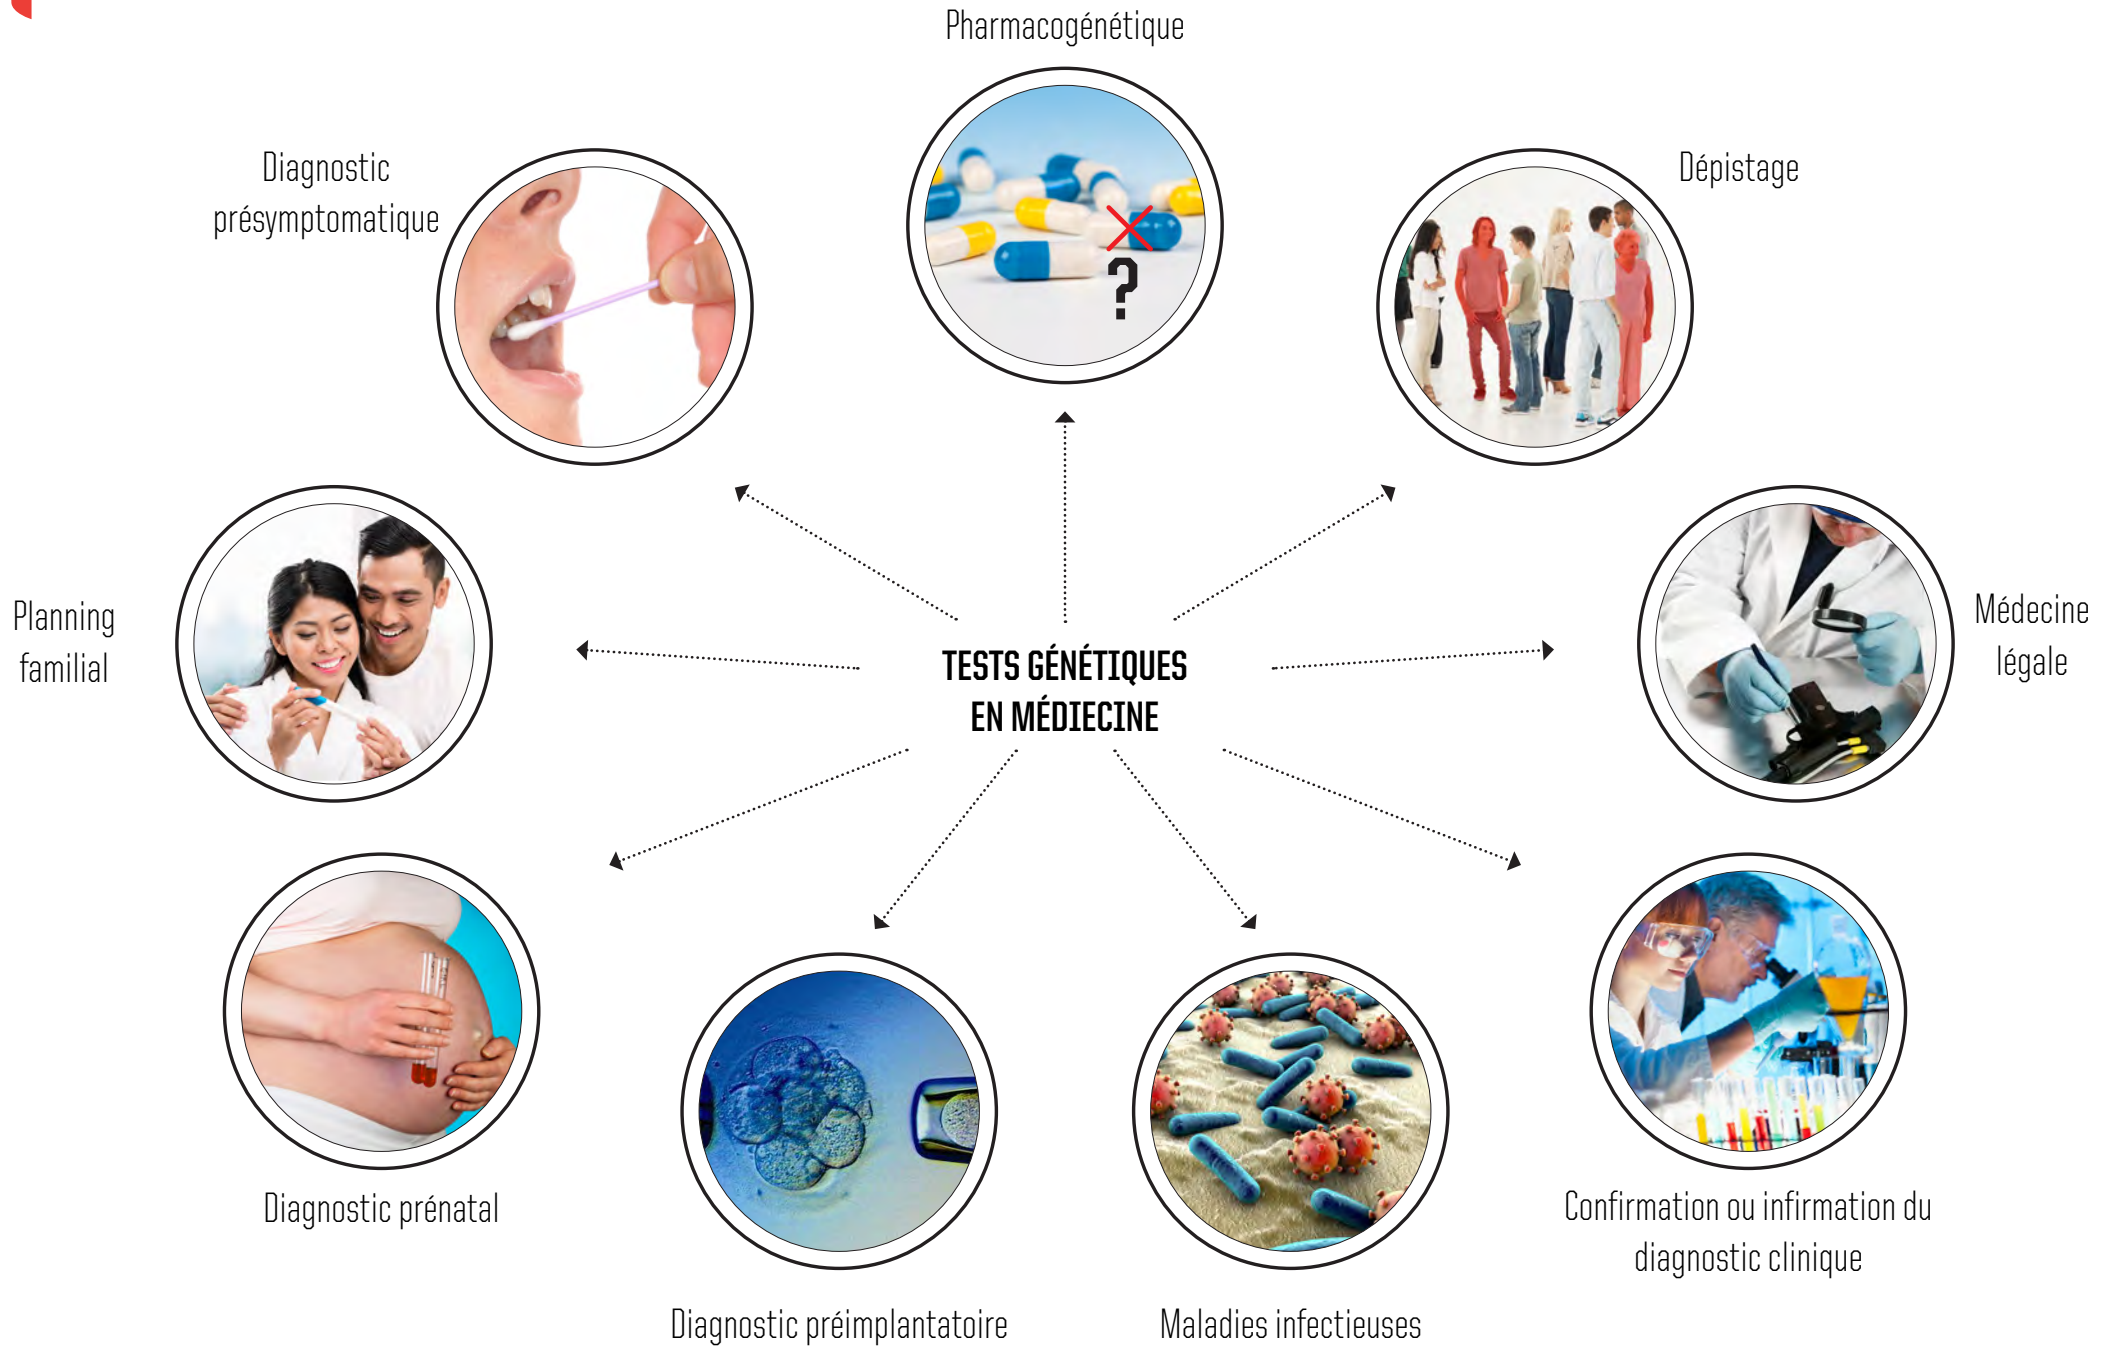 Pharmacogénétique
Diagnostic
présymptomatique
Dépistage
?
Planning
familial
Médecine
légale
TESTS GÉNÉTIQUES
EN MÉDIECINE
Diagnostic prénatal
Confirmation ou infirmation du
diagnostic clinique
Diagnostic préimplantatoire
Maladies infectieuses